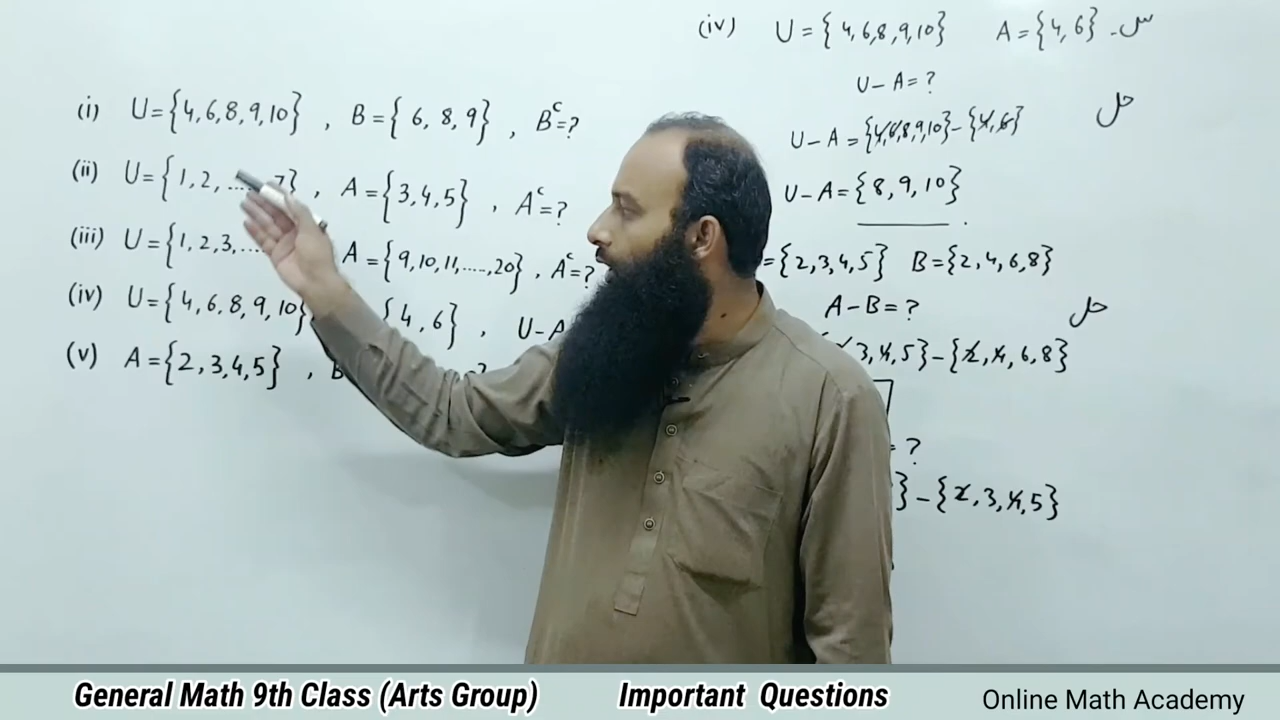 (i) U={4,6,8,9,10} , B={6,8,9} , Bᶜ=?
(ii) U={1,2,.... 7} , A={3,4,5} , Aᶜ=?
(iii) U={1,2,3,... A={9,10,11,....,20} , Aᶜ=?
(iv) U={4,6,8,9,10} {4,6} , U-A
(v) A={2,3,4,5} , B ?
(iv) U={4,6,8,9,10} A={4,6} س
U-A=?
حل
U-A={4,6,8,9,10}-{4,6}
U-A={8,9,10}
={2,3,4,5} B={2,4,6,8}
A-B=?
حل
3,4,5}-{2,4,6,8}
= ?
}-{2,3,4,5}
General Math 9th Class (Arts Group) Important Questions Online Math Academy